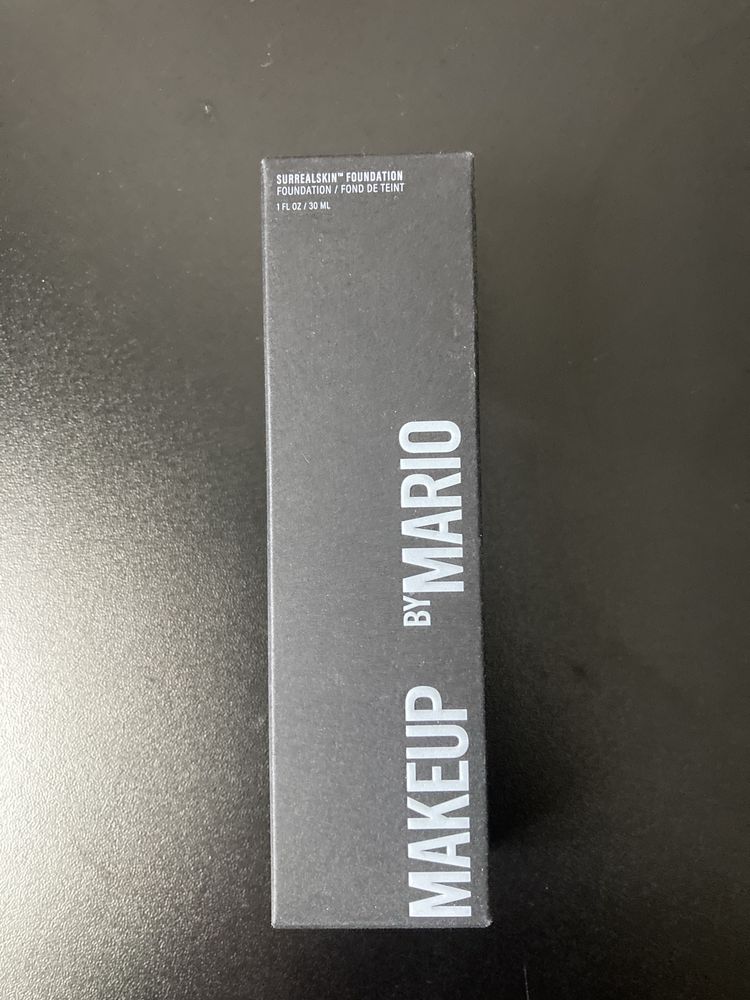 SURREALSKIN™ FOUNDATION
FOUNDATION / FOND DE TEINT
1 FL OZ / 30 ML
MAKEUP BY MARIO